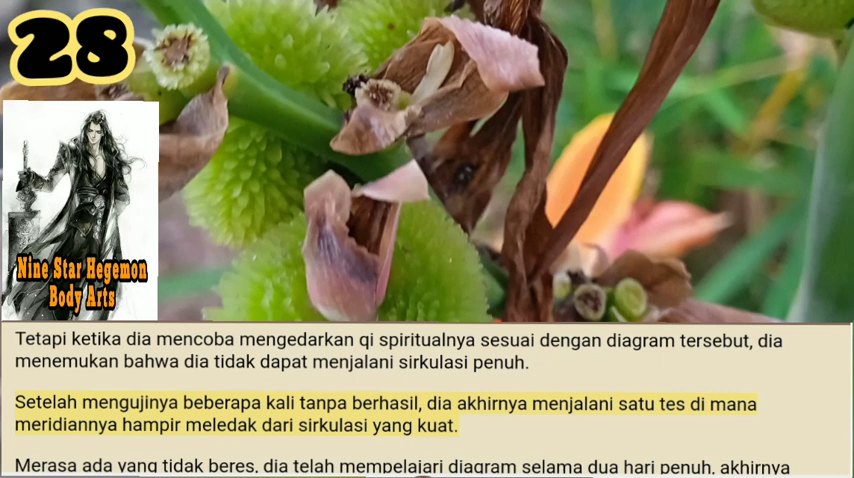 28
Nine Star Hegemon
Body Arts
Tetapi ketika dia mencoba mengedarkan qi spiritualnya sesuai dengan diagram tersebut, dia
menemukan bahwa dia tidak dapat menjalani sirkulasi penuh.
Setelah mengujinya beberapa kali tanpa berhasil, dia akhirnya menjalani satu tes di mana
meridiannya hampir meledak dari sirkulasi yang kuat.
Merasa ada yang tidak beres, dia telah mempelajari diagram selama dua hari penuh, akhirnya